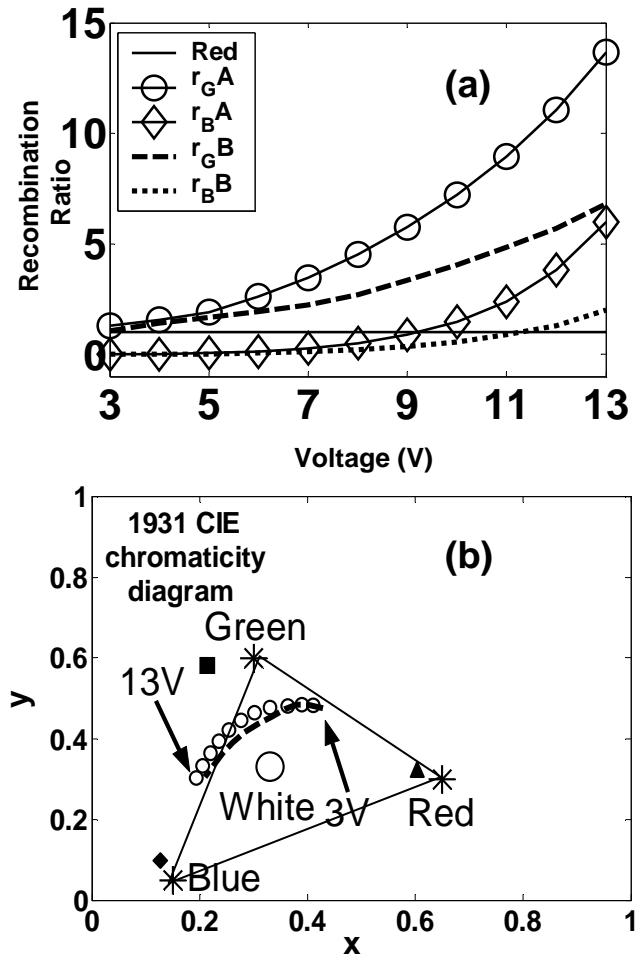 Red
r_GA
r_BA
r_GB
r_BB
(a)
15
10
5
0
Recombination
Ratio
3 5 7 9 11 13
Voltage (V)
1931 CIE
chromaticity
diagram
(b)
Green
13V
White 3V
Red
Blue
1
0.8
0.6
0.4
0.2
0
y
0 0.2 0.4 0.6 0.8 1
x